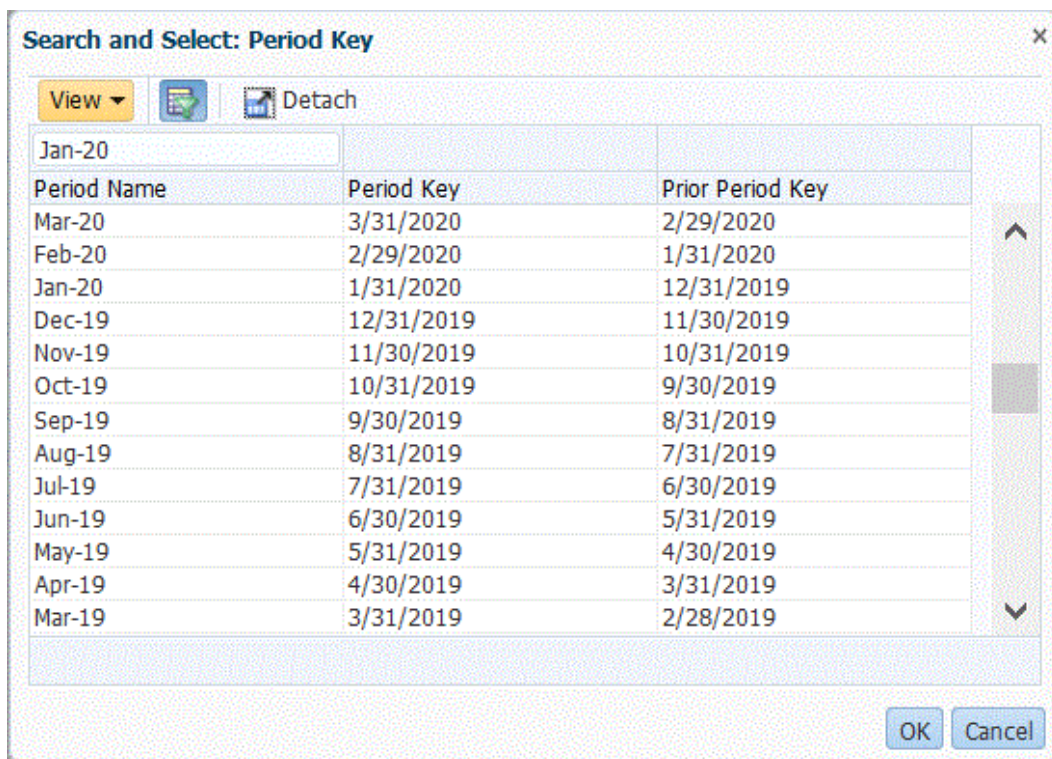 Search and Select: Period Key
View Detach
Jan-20
Period Name Period Key Prior Period Key
Mar-20 3/31/2020 2/29/2020
Feb-20 2/29/2020 1/31/2020
Jan-20 1/31/2020 12/31/2019
Dec-19 12/31/2019 11/30/2019
Nov-19 11/30/2019 10/31/2019
Oct-19 10/31/2019 9/30/2019
Sep-19 9/30/2019 8/31/2019
Aug-19 8/31/2019 7/31/2019
Jul-19 7/31/2019 6/30/2019
Jun-19 6/30/2019 5/31/2019
May-19 5/31/2019 4/30/2019
Apr-19 4/30/2019 3/31/2019
Mar-19 3/31/2019 2/28/2019
OK Cancel